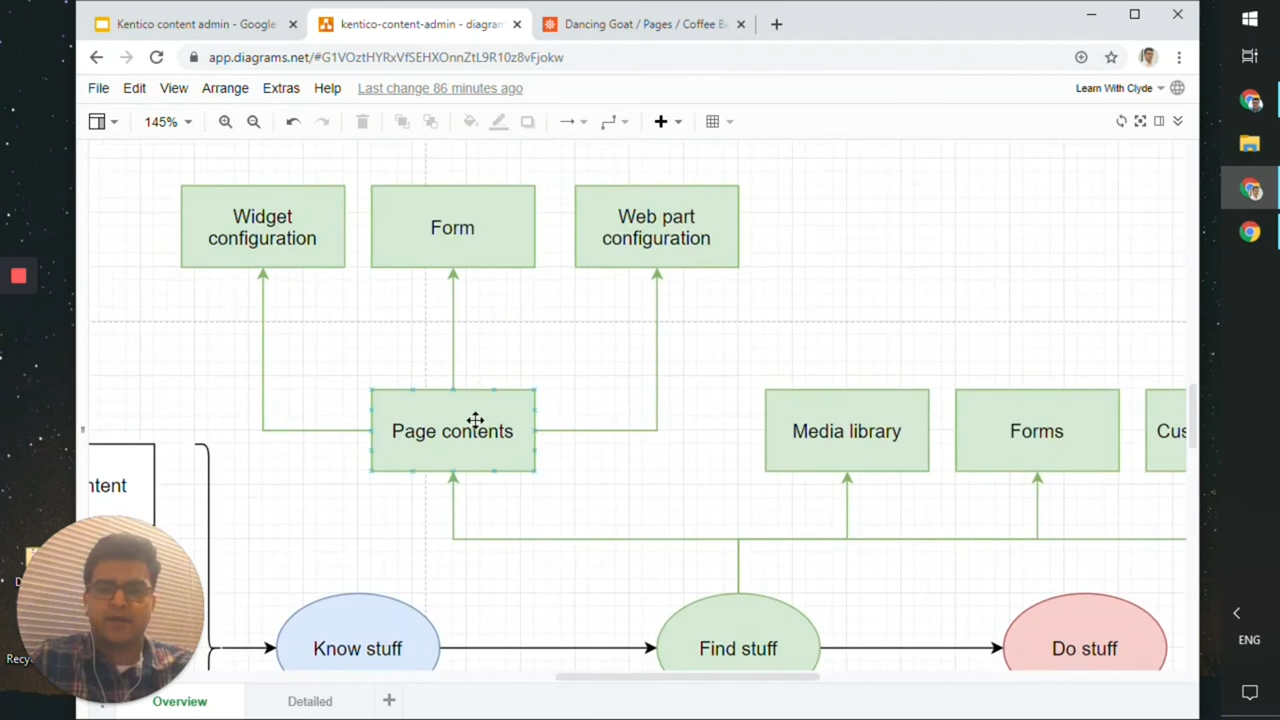 Kentico content admin - Google
kentico-content-admin - diagram
Dancing Goat / Pages / Coffee B
app.diagrams.net/#G1VOztHYRxVfSEHXOnnZtL9R10z8vFjokw
File Edit View Arrange Extras Help Last change 86 minutes ago
Learn With Clyde
145%
Widget
configuration
Form
Web part
configuration
Page contents
Media library
Forms
Cus
ntent
Know stuff
Find stuff
Do stuff
Recy
ENG
Overview
Detailed